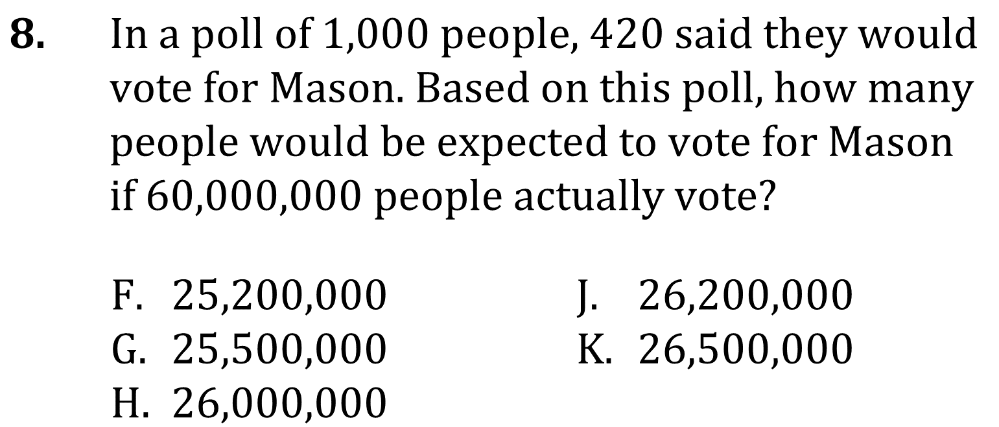 8. In a poll of 1,000 people, 420 said they would
vote for Mason. Based on this poll, how many
people would be expected to vote for Mason
if 60,000,000 people actually vote?
F. 25,200,000
G. 25,500,000
H. 26,000,000
J. 26,200,000
K. 26,500,000